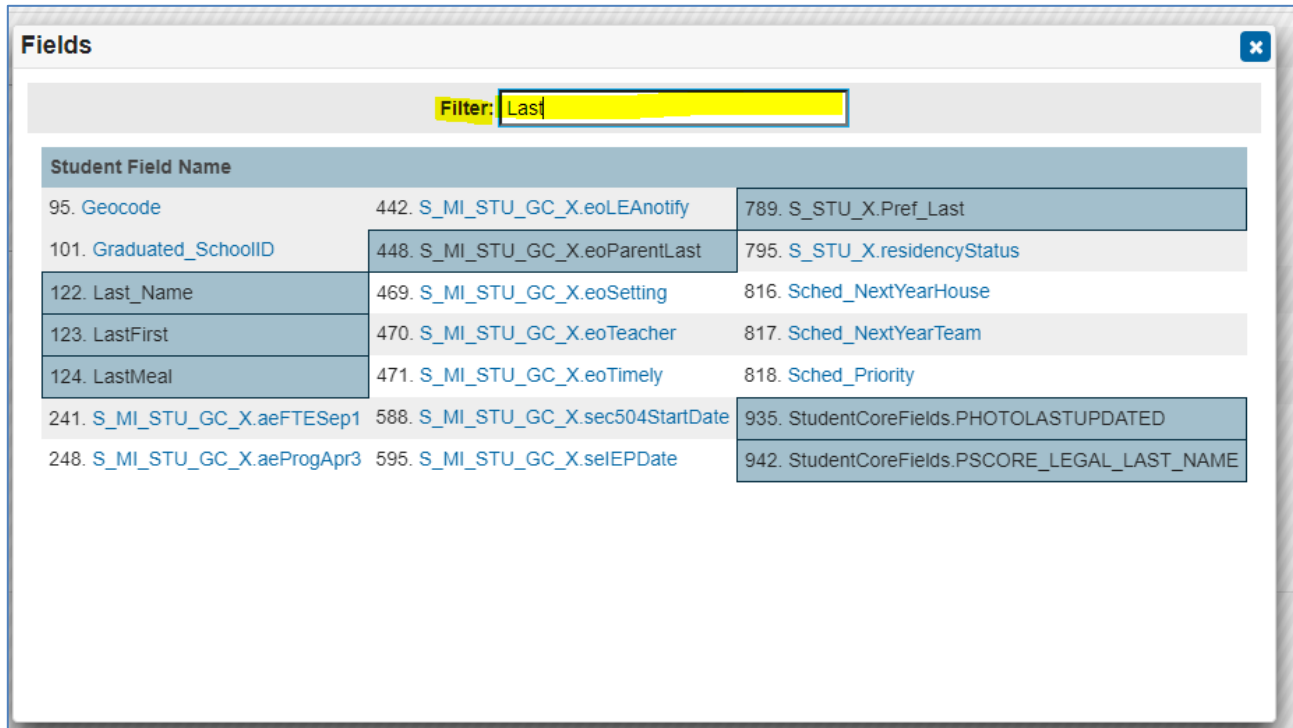 Fields
Filter: Last
Student Field Name
95. Geocode 442. S_MI_STU_GC_X.eoLEAnotify 789. S_STU_X.Pref_Last
101. Graduated_SchoolID 448. S_MI_STU_GC_X.eoParentLast 795. S_STU_X.residencyStatus
122. Last_Name 469. S_MI_STU_GC_X.eoSetting 816. Sched_NextYearHouse
123. LastFirst 470. S_MI_STU_GC_X.eoTeacher 817. Sched_NextYearTeam
124. LastMeal 471. S_MI_STU_GC_X.eoTimely 818. Sched_Priority
241. S_MI_STU_GC_X.aeFTESep1 588. S_MI_STU_GC_X.sec504StartDate 935. StudentCoreFields.PHOTOLASTUPDATED
248. S_MI_STU_GC_X.aeProgApr3 595. S_MI_STU_GC_X.seIEPDate 942. StudentCoreFields.PSCORE_LEGAL_LAST_NAME